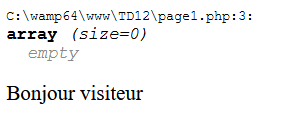 C:\wamp64\www\TD12\page1.php:3:
array (size=0)
empty
Bonjour visiteur